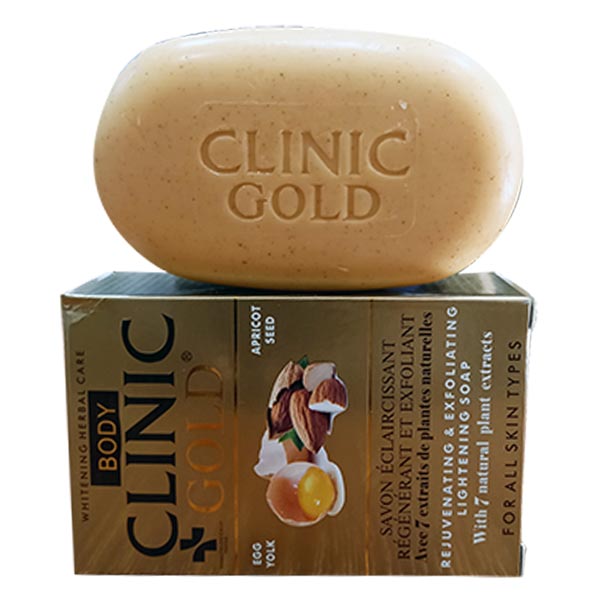 CLINIC
GOLD
WHITENING HERBAL CARE
BODY
CLINIC
GOLD®
APRICOT
SEED
EGG
YOLK
SAVON ÉCLAIRCISSANT
RÉGÉNÉRANT ET EXFOLIANT
Avec 7 extraits de plantes naturelles
REJUVENATING & EXFOLIATING
LIGHTENING SOAP
With 7 natural plant extracts
FOR ALL SKIN TYPES